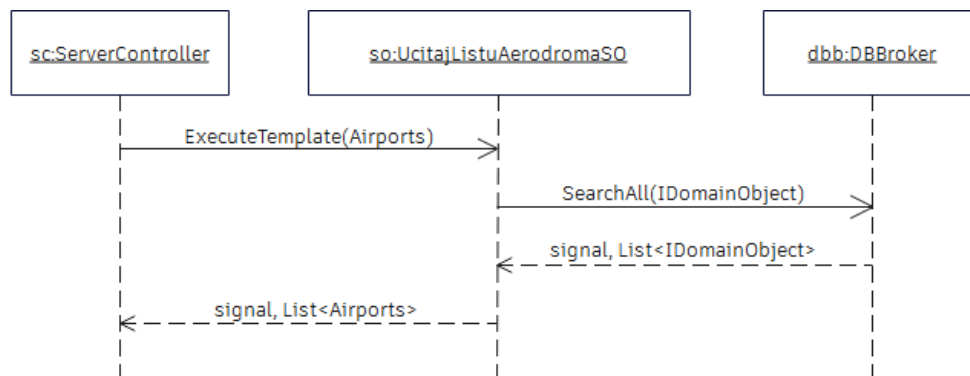 sc:ServerController
so:UcitajListuAerodromaSO
dbb:DBBroker
ExecuteTemplate(Airports)
SearchAll(IDomainObject)
signal, List<IDomainObject>
signal, List<Airports>